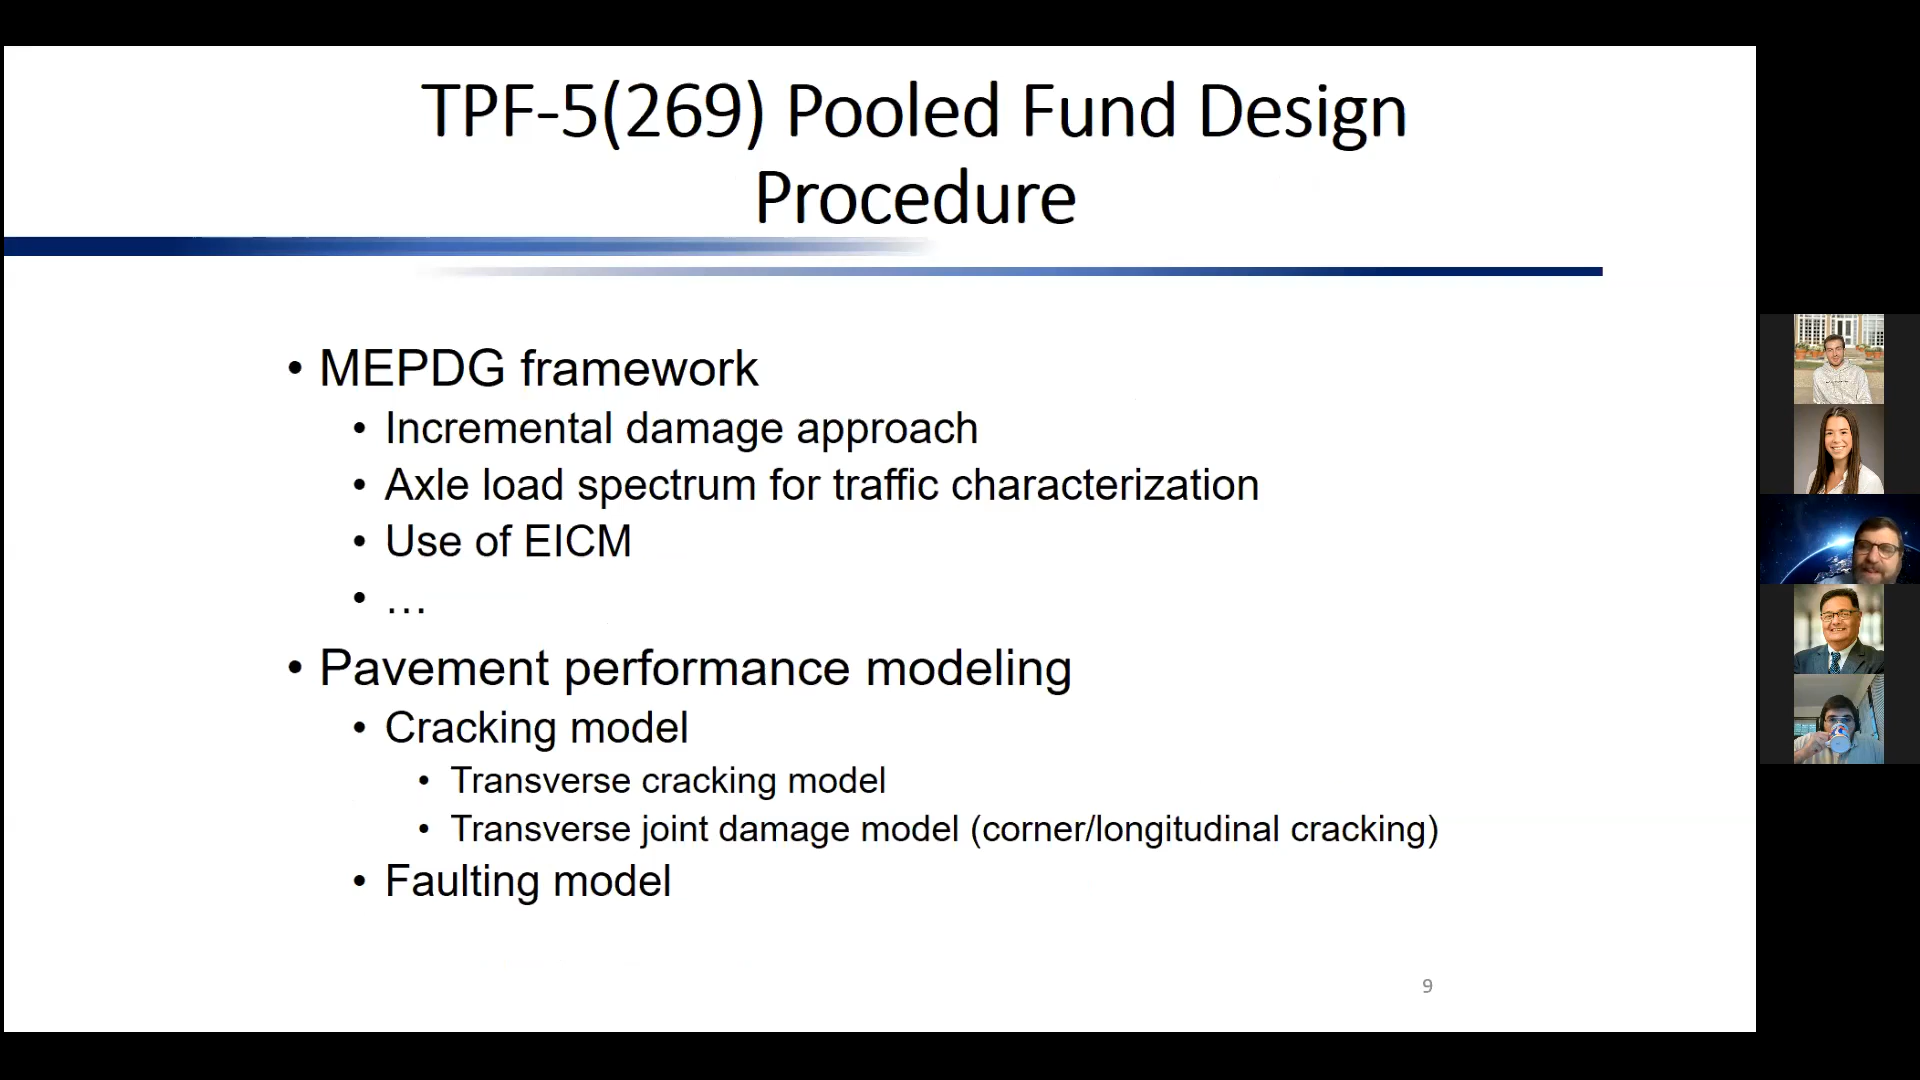 TPF-5(269) Pooled Fund Design
Procedure
• MEPDG framework
• Incremental damage approach
• Axle load spectrum for traffic characterization
• Use of EICM
• …
• Pavement performance modeling
• Cracking model
• Transverse cracking model
• Transverse joint damage model (corner/longitudinal cracking)
• Faulting model
9